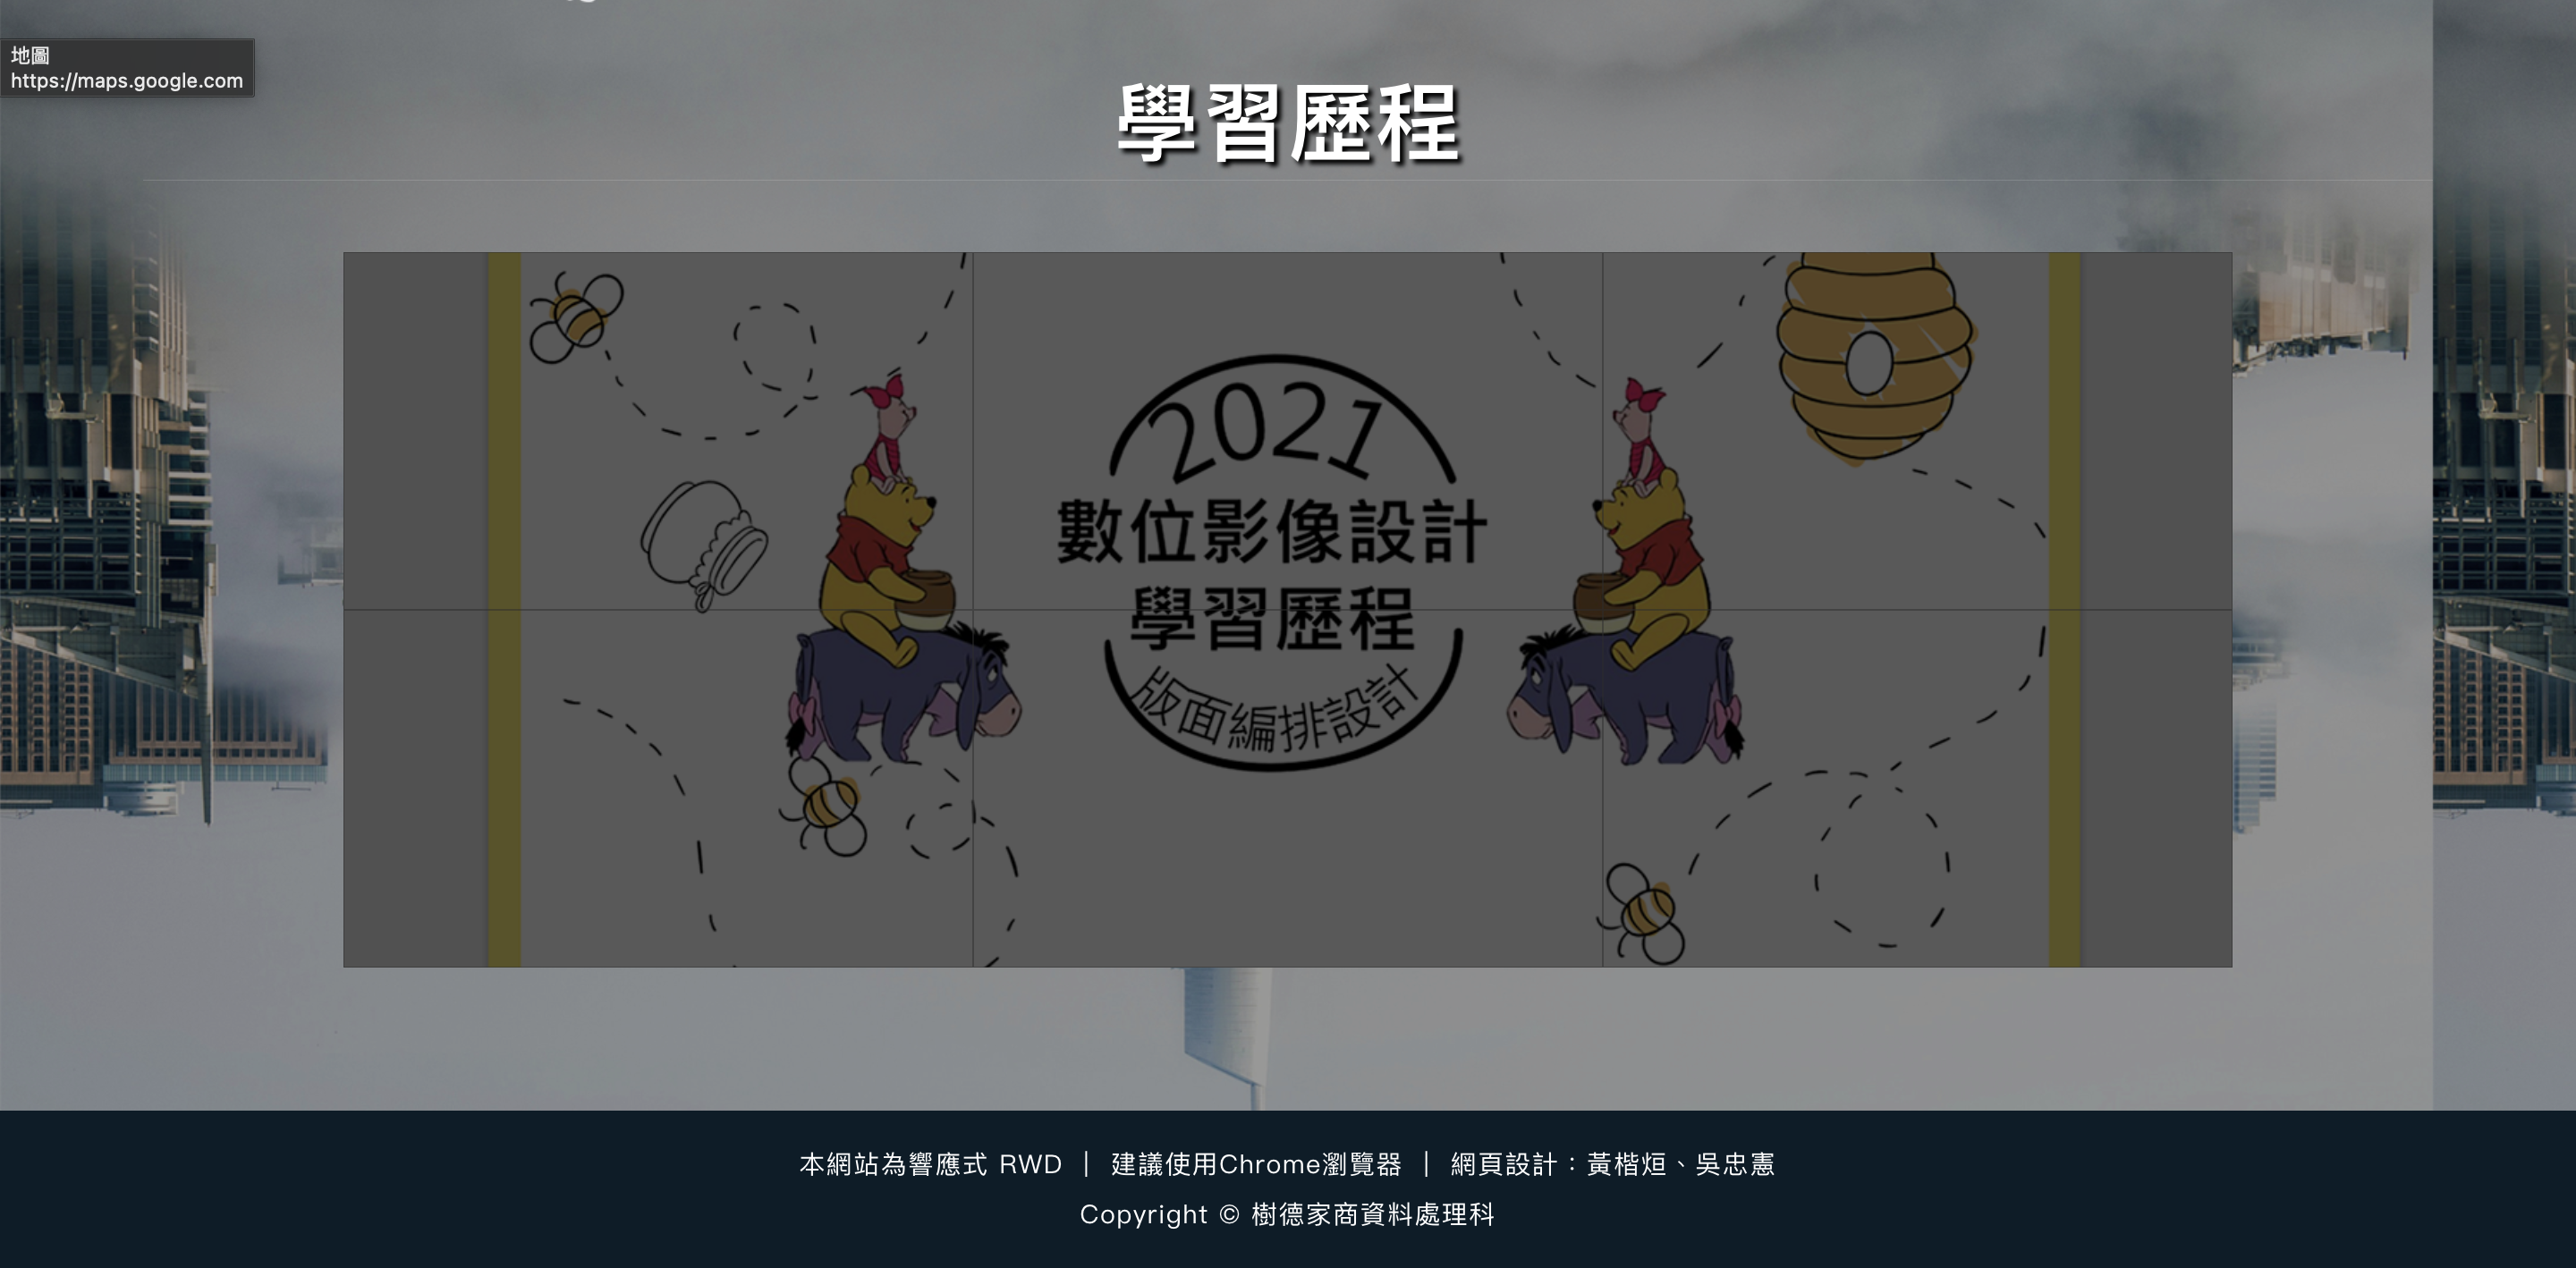 地圖
https://maps.google.com
學習歷程
2021
數位影像設計
學習歷程
版面編排設計
本網站為響應式 RWD ｜ 建議使用Chrome瀏覽器 ｜ 網頁設計：黃楷烜、吳忠憲
Copyright © 樹德家商資料處理科